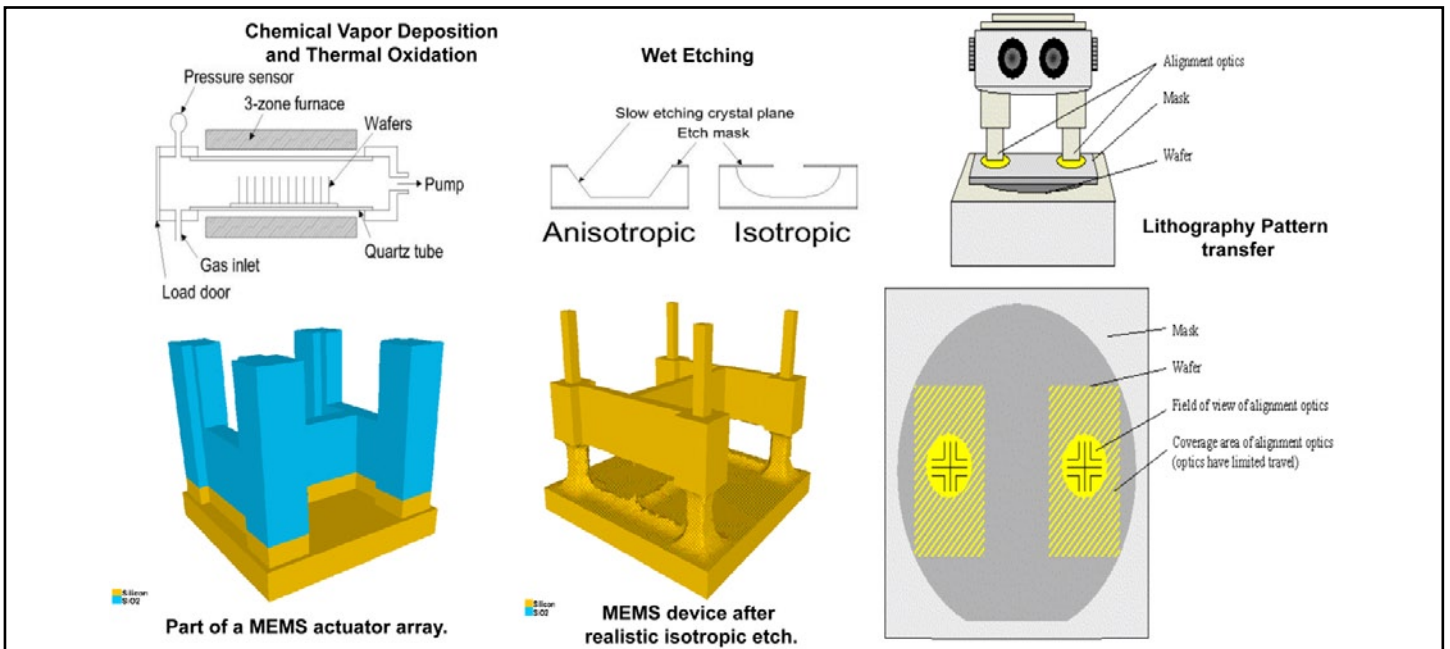 Chemical Vapor Deposition
and Thermal Oxidation
Pressure sensor
3-zone furnace
Wafers
Pump
Quartz tube
Gas inlet
Load door
Wet Etching
Slow etching crystal plane
Etch mask
Anisotropic
Isotropic
Alignment optics
Mask
Wafer
Lithography Pattern
transfer
Silicon
SiO2
Part of a MEMS actuator array.
Silicon
SiO2
MEMS device after
realistic isotropic etch.
Mask
Wafer
Field of view of alignment optics
Coverage area of alignment optics
(optics have limited travel)